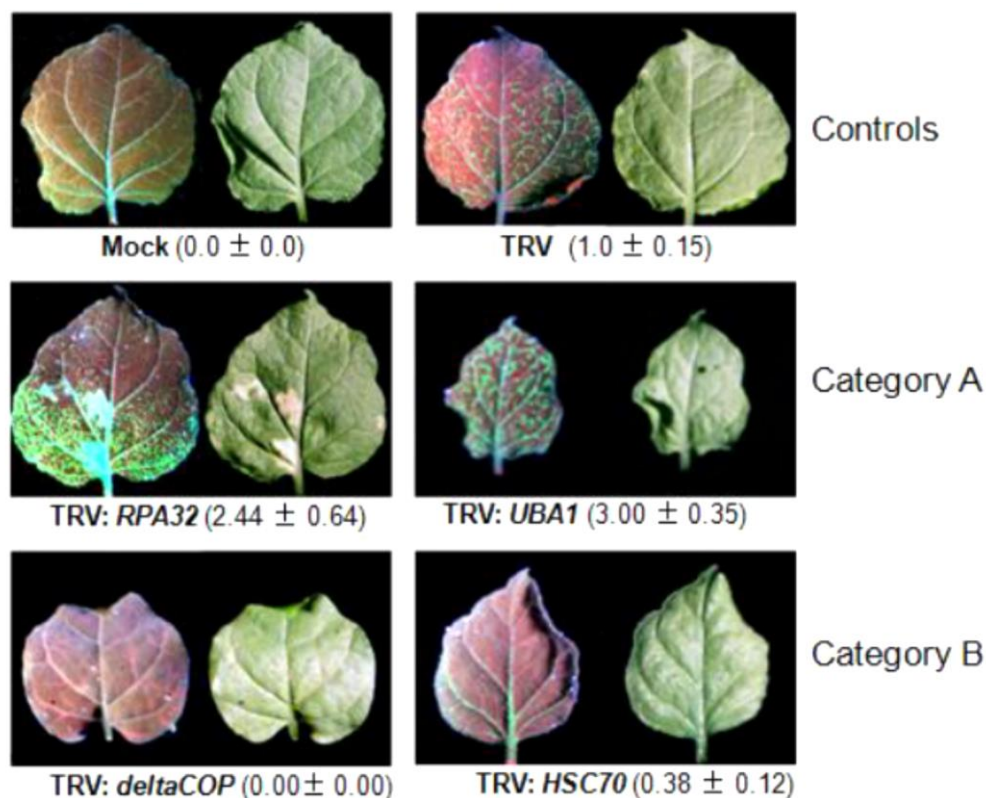 Controls
Mock (0.0 ± 0.0) TRV (1.0 ± 0.15)
Category A
TRV: RPA32 (2.44 ± 0.64) TRV: UBA1 (3.00 ± 0.35)
Category B
TRV: deltaCOP (0.00± 0.00) TRV: HSC70 (0.38 ± 0.12)